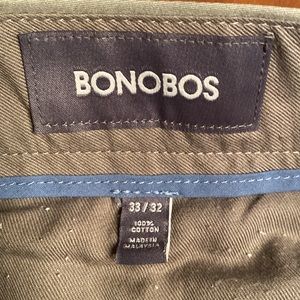 BONOBOS
33 / 32
100%
COTTON
MADE IN
MALAYSIA